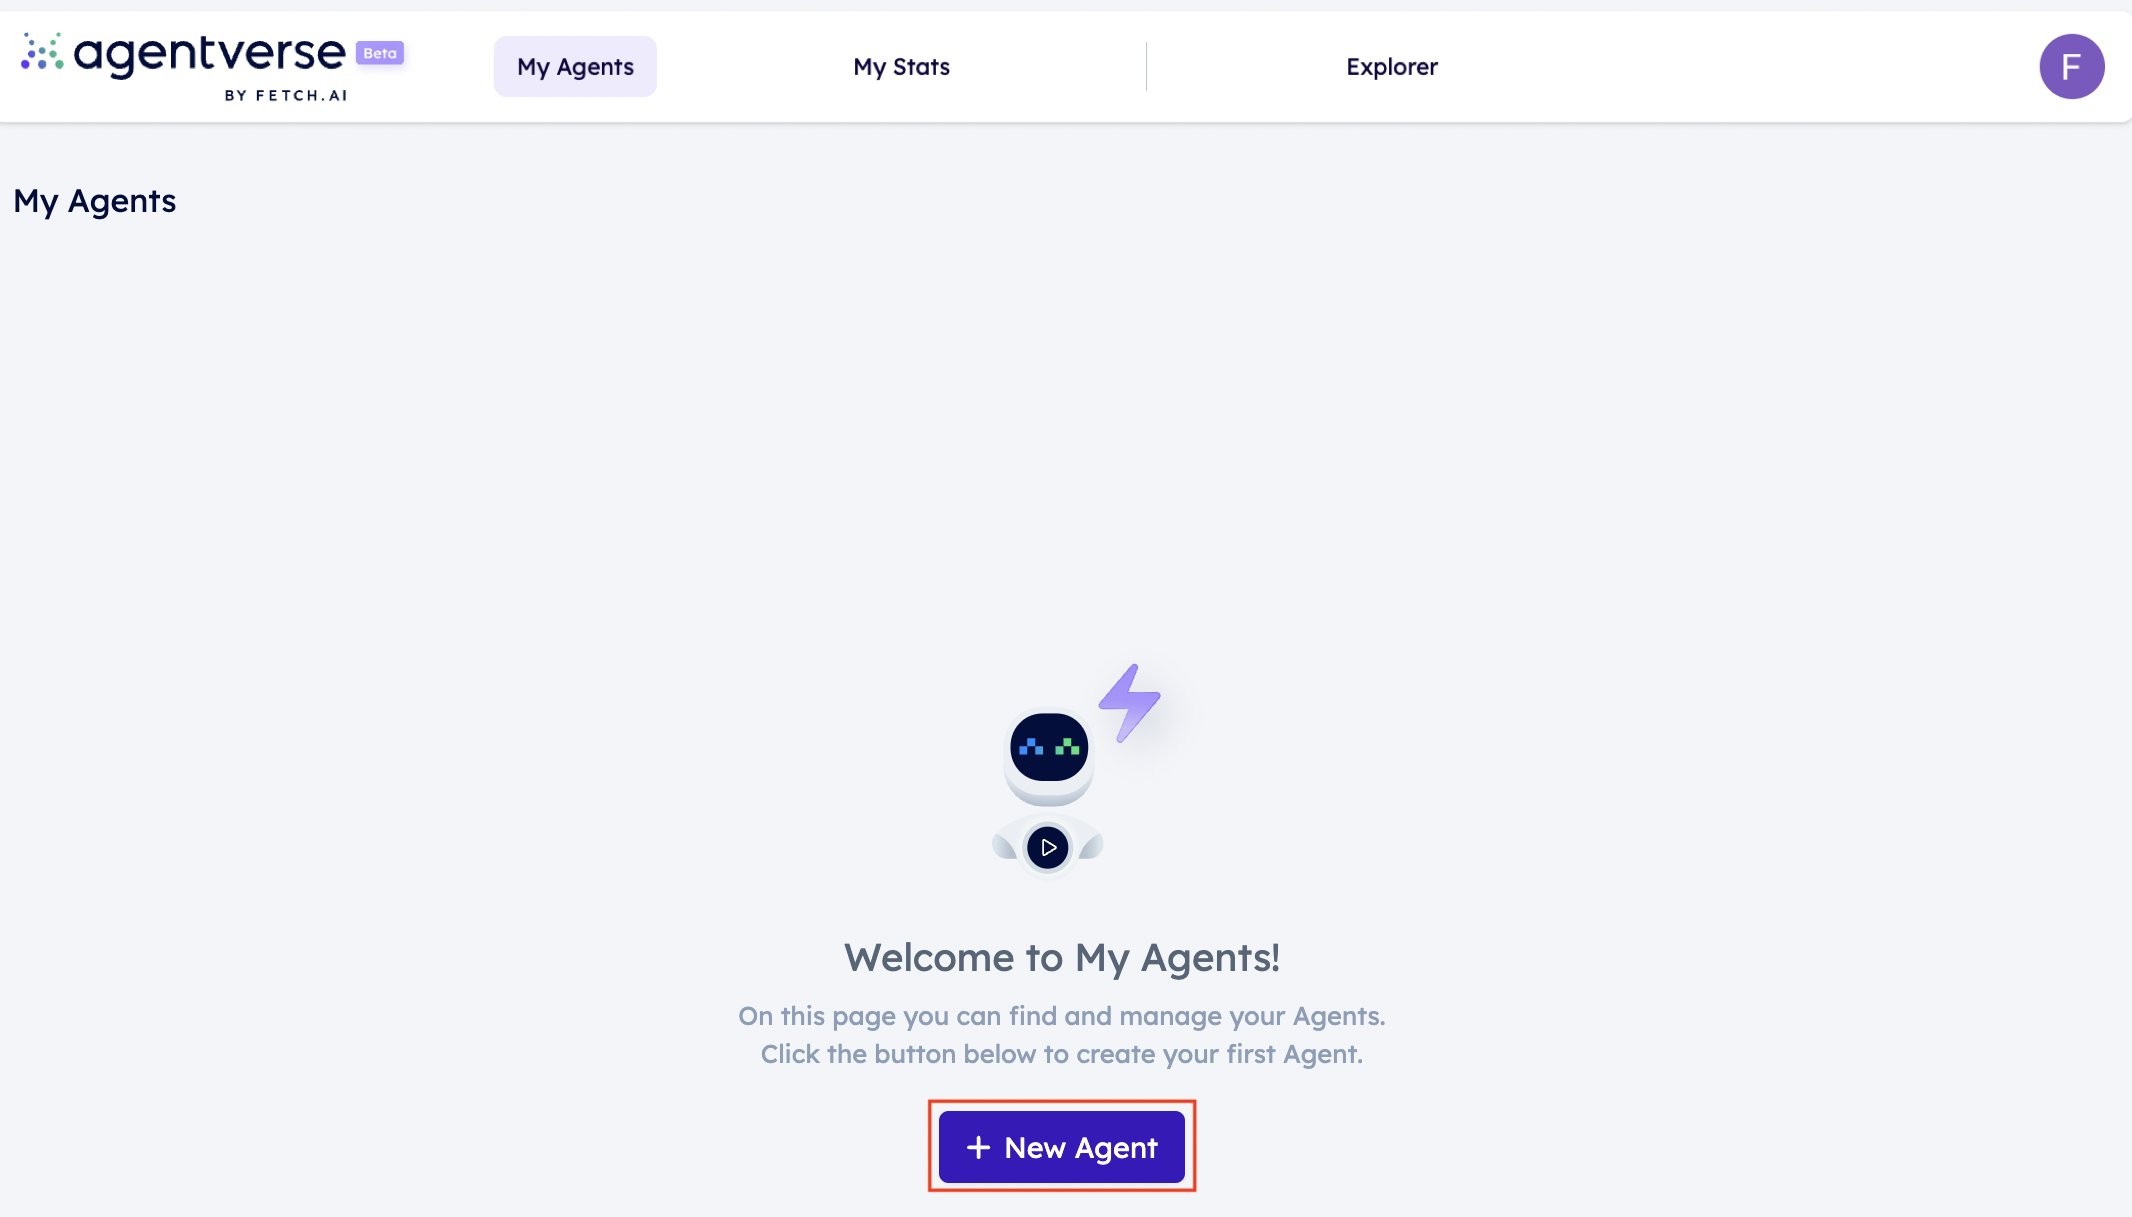 agentverse Beta
BY FETCH.AI
My Agents
My Stats
Explorer
F
My Agents
Welcome to My Agents!
On this page you can find and manage your Agents.
Click the button below to create your first Agent.
+ New Agent